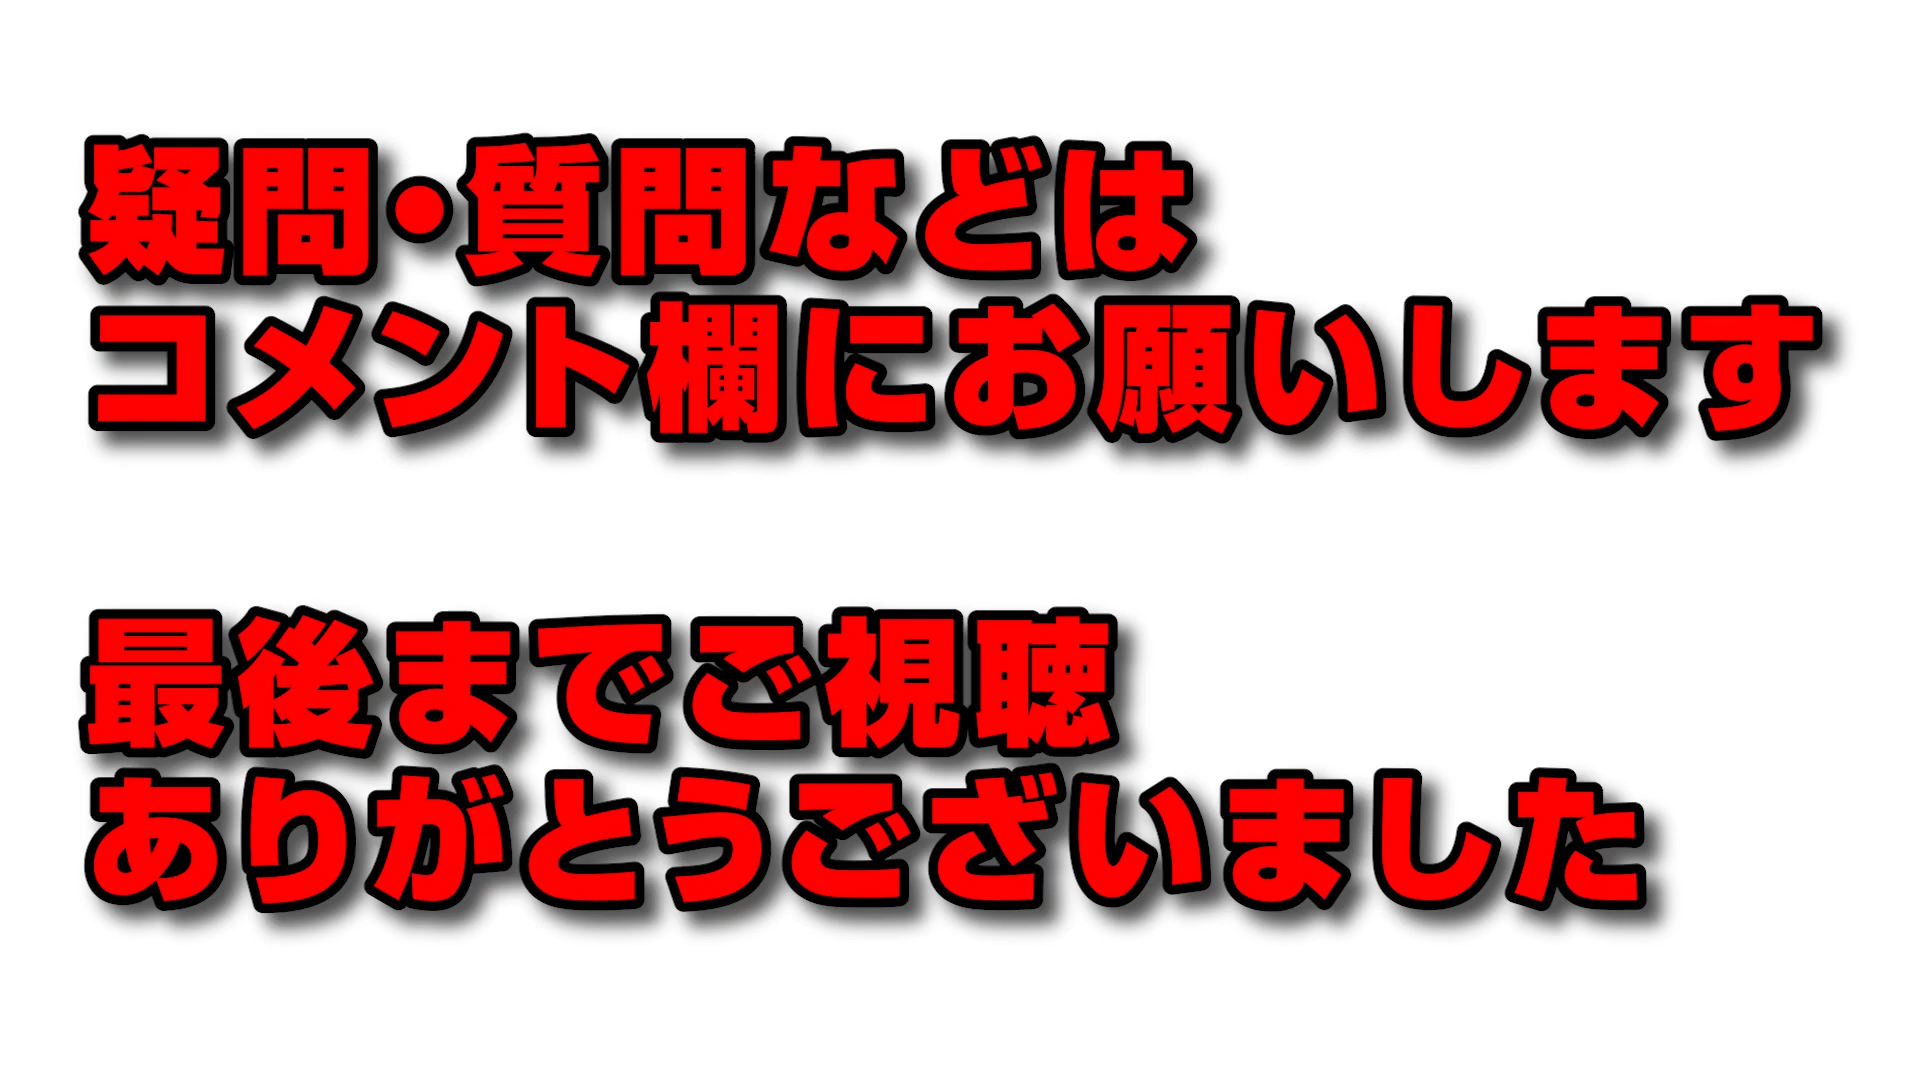 疑問・質問などは
コメント欄にお願いします
最後までご視聴
ありがとうございました